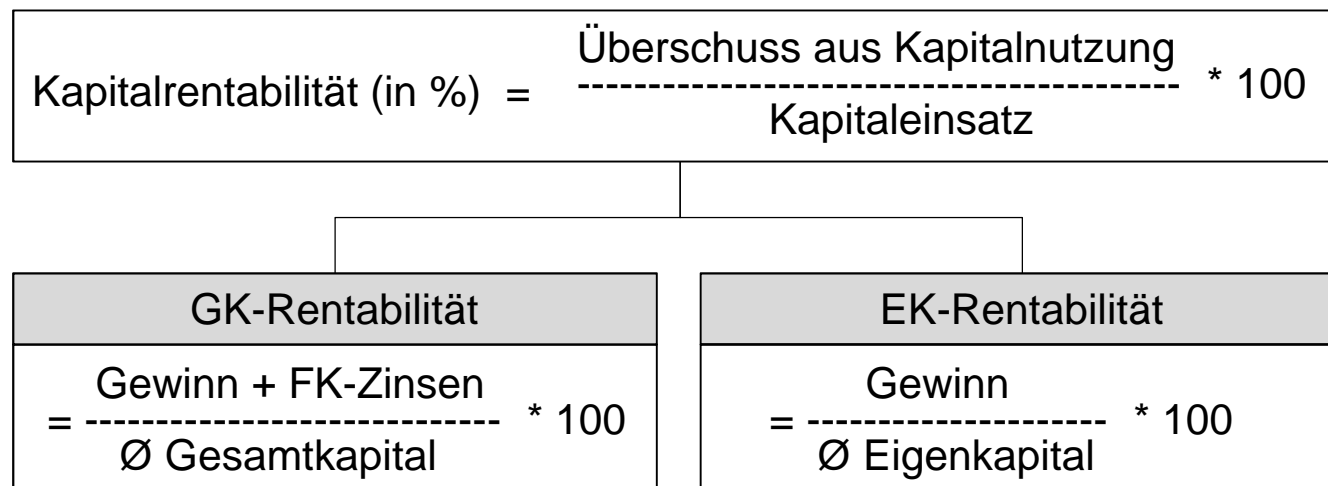 Überschuss aus Kapitalnutzung
Kapitalrentabilität (in %) = ------------------------------------------ * 100
Kapitaleinsatz
GK-Rentabilität
Gewinn + FK-Zinsen
= ----------------------------- * 100
Ø Gesamtkapital
EK-Rentabilität
Gewinn
= --------------------- * 100
Ø Eigenkapital